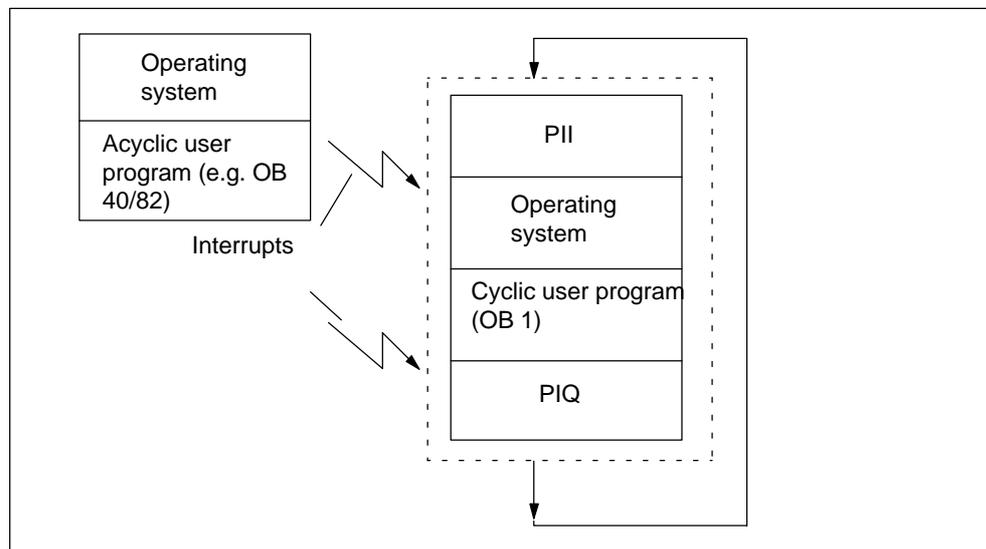 Operating
system
Acyclic user
program (e.g. OB
40/82)
Interrupts
PII
Operating
system
Cyclic user program
(OB 1)
PIQ